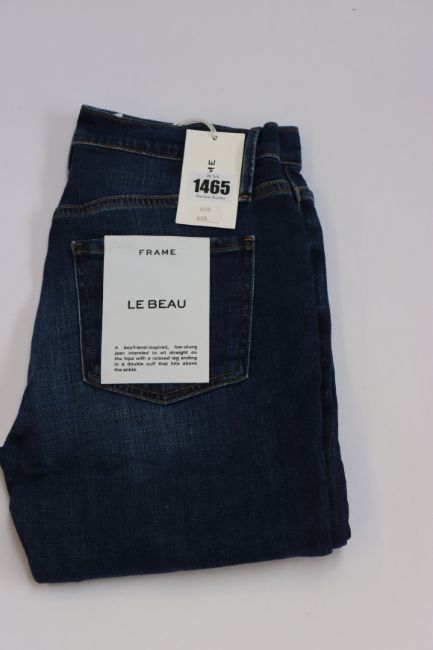 ME
1465
FRAME
LE BEAU
A boyfriend-inspired, low-slung
jean intended to sit straight on
the hips with a relaxed leg ending
in a double cuff that hits above
the ankle.